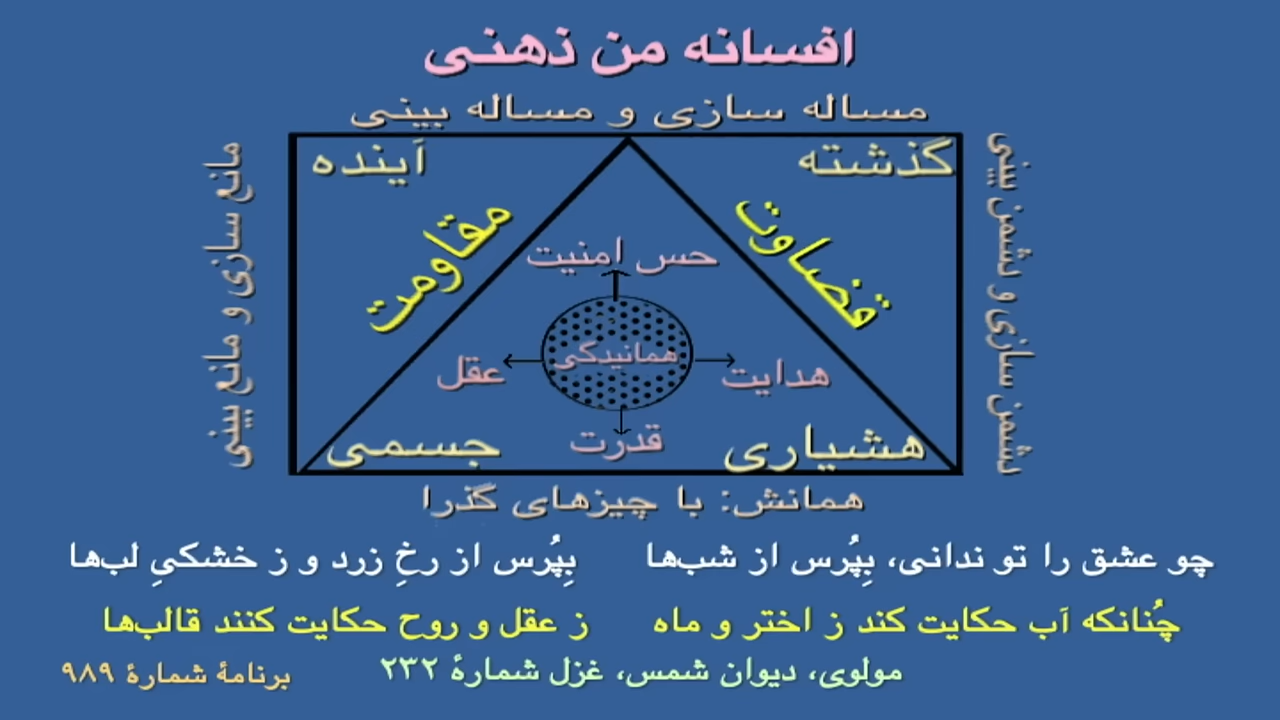 افسانه من ذهنی
مساله سازی و مساله بینی
گذشته
آینده
دشمن سازی و دشمن بینی
مانع سازی و مانع بینی
قضاوت
مقاومت
حس امنیت
همانیدگی
هدایت
عقل
قدرت
هشیاری
جسمی
همانش: با چیزهای گذرا
چو عشق را تو ندانی، بِپُرس از شب‌ها بِپُرس از رخِ زرد و ز خشکیِ لب‌ها
چُنانکه آب حکایت کند ز اختر و ماه ز عقل و روح حکایت کنند قالب‌ها
مولوی، دیوان شمس، غزل شمارهٔ ۲۳۲
برنامهٔ شمارهٔ ۹۸۹